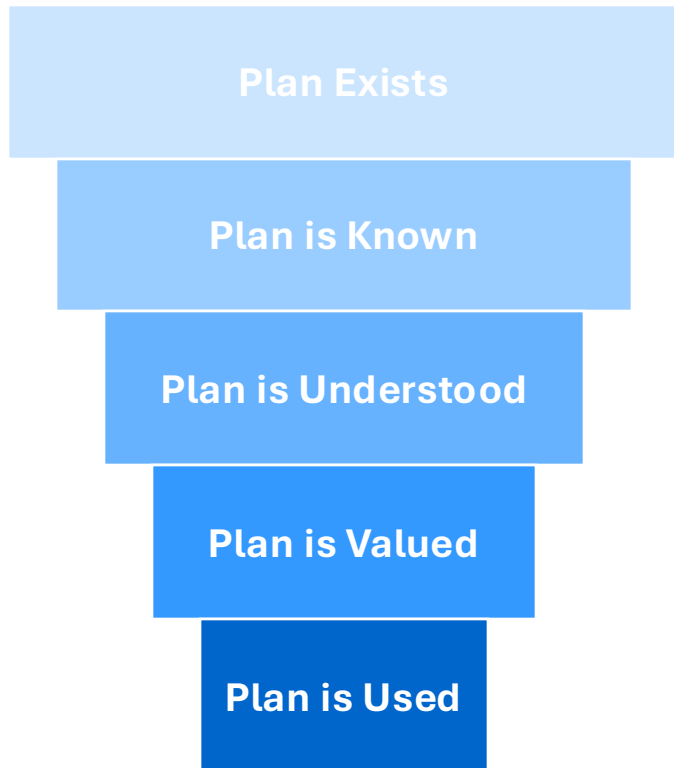 Plan Exists
Plan is Known
Plan is Understood
Plan is Valued
Plan is Used